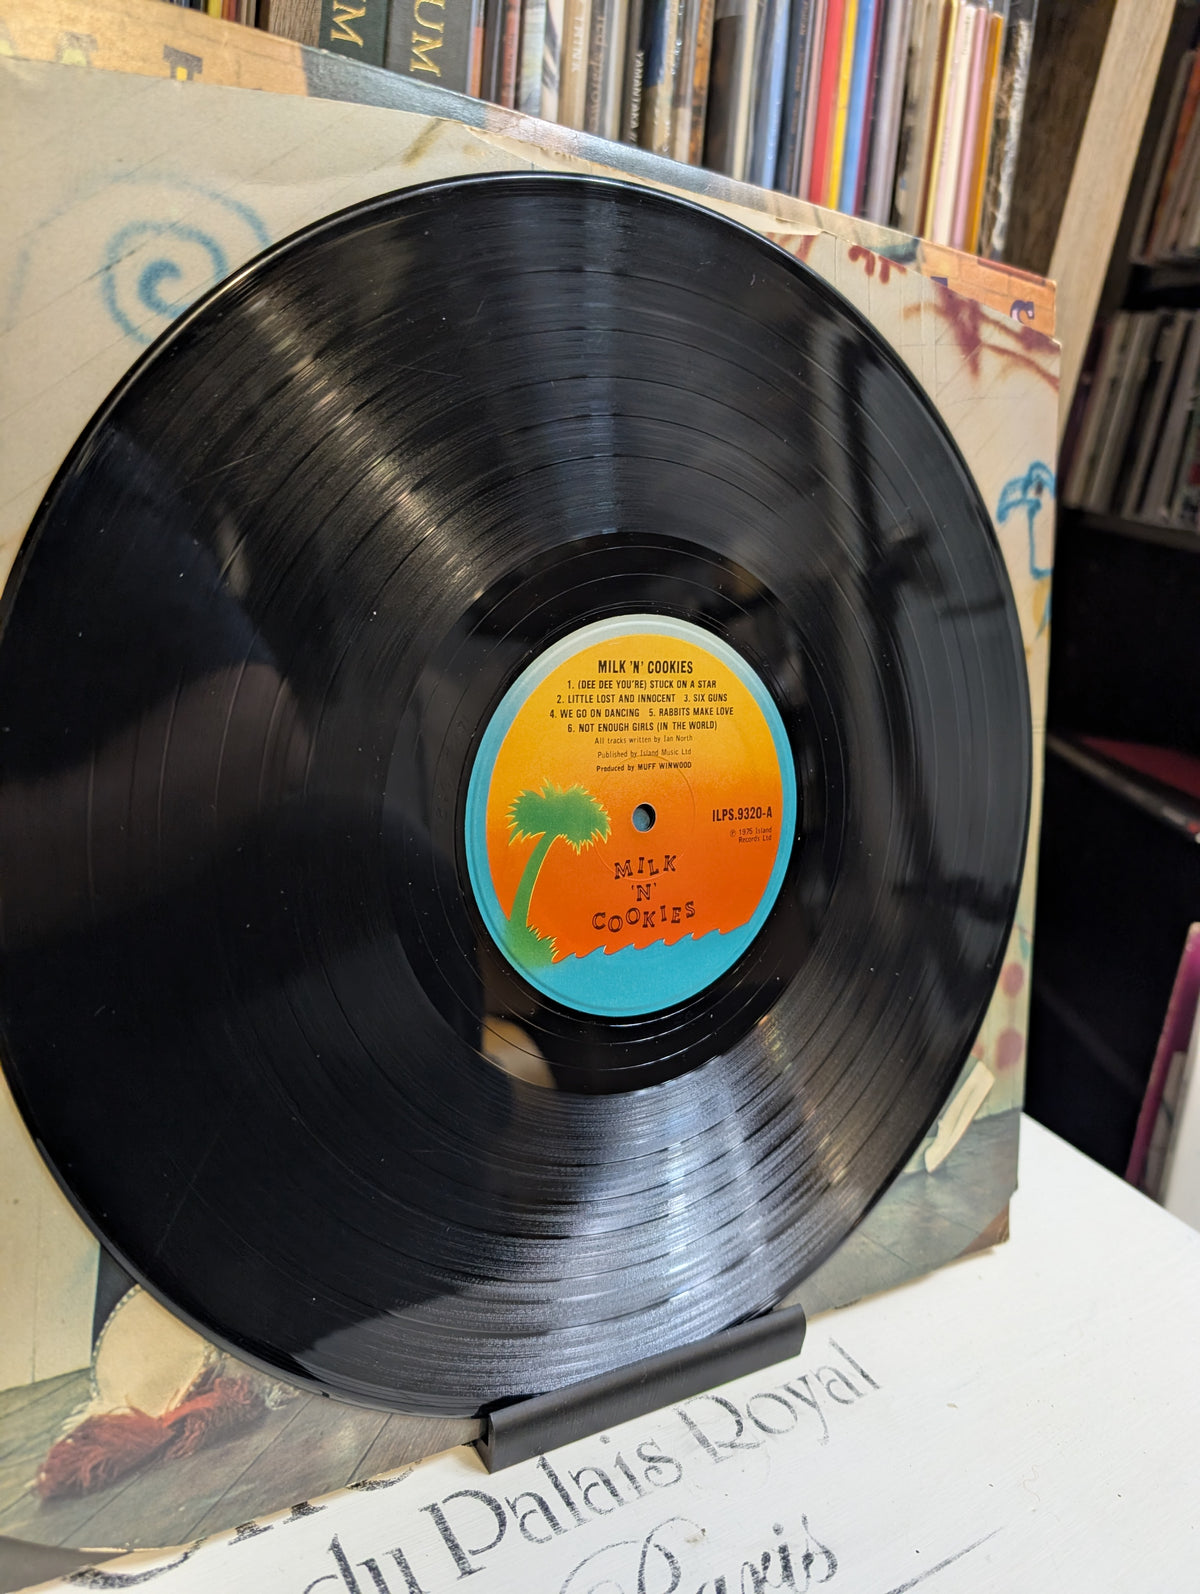 UM
UM
YAMANTAKA //
MILK 'N' COOKIES
1. (DEE DEE YOU'RE) STUCK ON A STAR
2. LITTLE LOST AND INNOCENT 3. SIX GUNS
4. WE GO ON DANCING 5. RABBITS MAKE LOVE
6. NOT ENOUGH GIRLS (IN THE WORLD)
All tracks written by Ian North
Published by Island Music Ltd
Produced by MUFF WINWOOD
ILPS.9320-A
℗ 1975 Island
Records Ltd
MILK
'N'
COOKIES
du Palais Royal
Paris